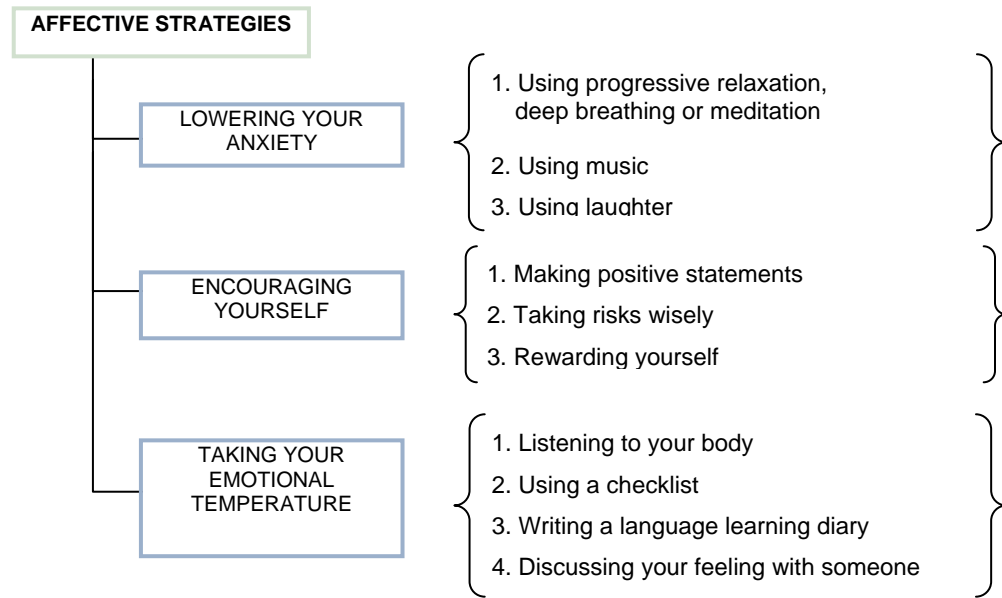 AFFECTIVE STRATEGIES
LOWERING YOUR
ANXIETY
1. Using progressive relaxation,
deep breathing or meditation
2. Using music
3. Using laughter
ENCOURAGING
YOURSELF
1. Making positive statements
2. Taking risks wisely
3. Rewarding yourself
TAKING YOUR
EMOTIONAL
TEMPERATURE
1. Listening to your body
2. Using a checklist
3. Writing a language learning diary
4. Discussing your feeling with someone